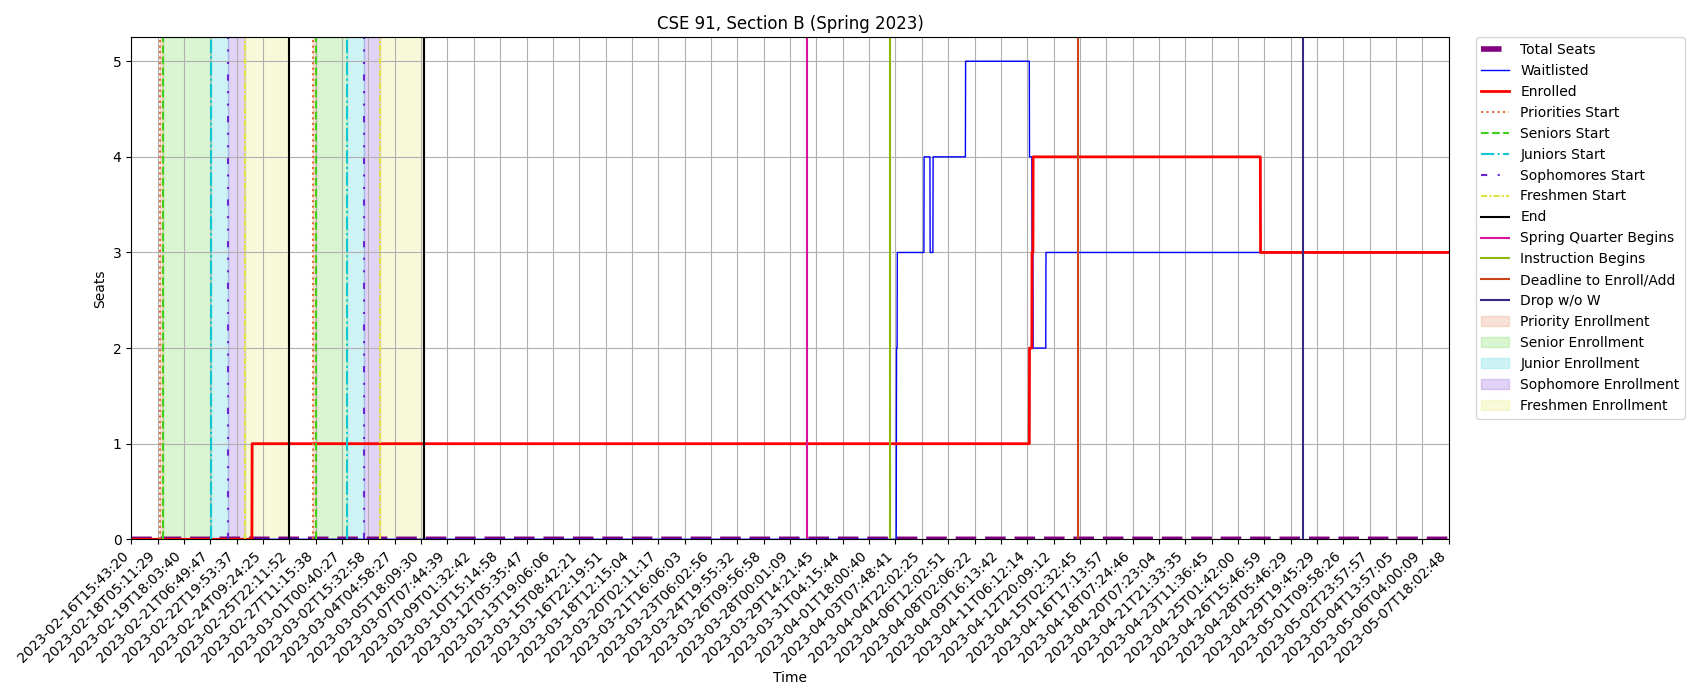 CSE 91, Section B (Spring 2023)
Seats
5
4
3
2
1
0
2023-02-16T15:43:20
2023-02-18T05:11:29
2023-02-19T18:03:40
2023-02-21T06:49:47
2023-02-22T19:53:37
2023-02-24T09:24:25
2023-02-25T22:11:52
2023-02-27T11:15:38
2023-03-01T00:40:27
2023-03-02T15:32:58
2023-03-04T04:58:27
2023-03-05T18:09:30
2023-03-07T07:44:39
2023-03-09T01:32:42
2023-03-10T15:14:58
2023-03-12T05:35:47
2023-03-13T19:06:06
2023-03-15T08:42:21
2023-03-16T22:19:51
2023-03-18T12:15:04
2023-03-20T02:11:17
2023-03-21T16:06:03
2023-03-23T06:02:56
2023-03-24T19:55:32
2023-03-26T09:56:58
2023-03-28T00:01:09
2023-03-29T14:21:45
2023-03-31T04:15:44
2023-04-01T18:00:40
2023-04-03T07:48:41
2023-04-04T22:02:25
2023-04-06T12:02:51
2023-04-08T02:06:22
2023-04-09T16:13:42
2023-04-11T06:12:14
2023-04-12T20:09:12
2023-04-15T02:32:45
2023-04-16T17:13:57
2023-04-18T07:24:46
2023-04-20T07:23:04
2023-04-21T21:33:35
2023-04-23T11:36:45
2023-04-25T01:42:00
2023-04-26T15:46:59
2023-04-28T05:46:29
2023-04-29T19:45:29
2023-05-01T09:58:26
2023-05-02T23:57:57
2023-05-04T13:57:05
2023-05-06T04:00:09
2023-05-07T18:02:48
Time
Total Seats
Waitlisted
Enrolled
Priorities Start
Seniors Start
Juniors Start
Sophomores Start
Freshmen Start
End
Spring Quarter Begins
Instruction Begins
Deadline to Enroll/Add
Drop w/o W
Priority Enrollment
Senior Enrollment
Junior Enrollment
Sophomore Enrollment
Freshmen Enrollment